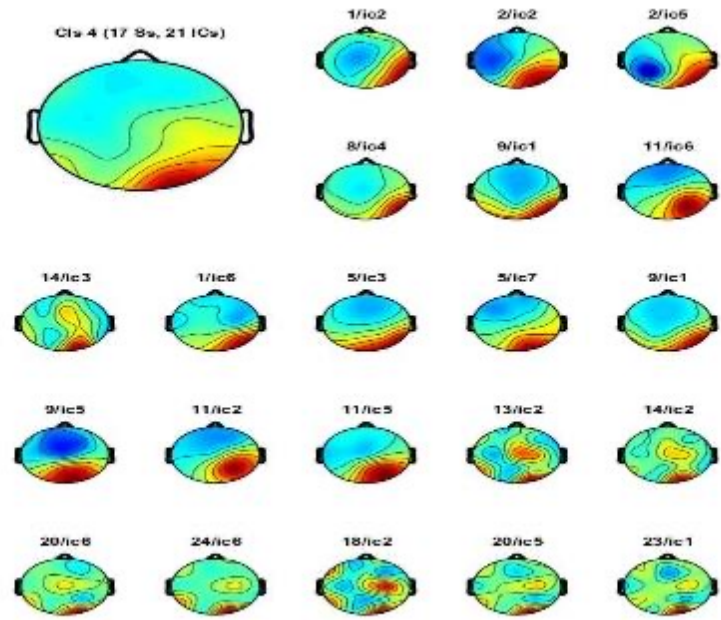 Cls 4 (17 Ss, 21 ICs)
1/ic2 2/ic2 2/ic5
8/ic4 9/ic1 11/ic6
14/ic3 1/ic6 5/ic3 5/ic7 9/ic1
9/ic5 11/ic2 11/ic5 13/ic2 14/ic2
20/ic6 24/ic6 18/ic2 20/ic5 23/ic1